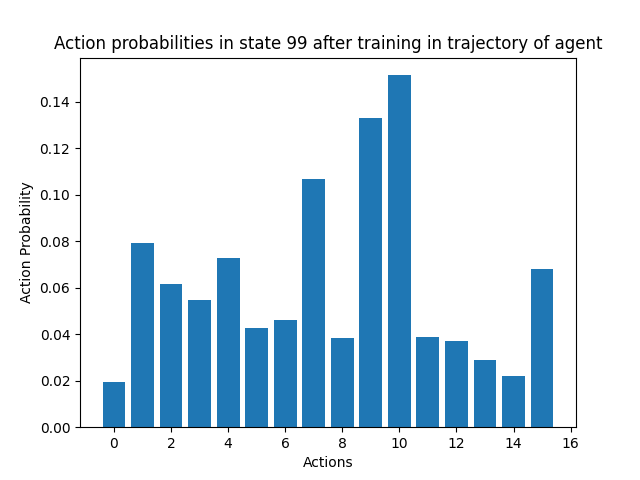 Action probabilities in state 99 after training in trajectory of agent
0.14
0.12
0.10
0.08
0.06
0.04
0.02
0.00
Action Probability
0 2 4 6 8 10 12 14 16
Actions